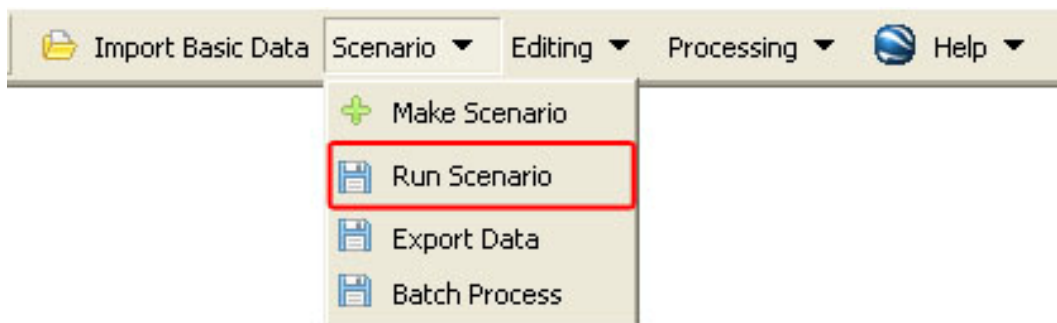 Import Basic Data Scenario Editing Processing Help
Make Scenario
Run Scenario
Export Data
Batch Process